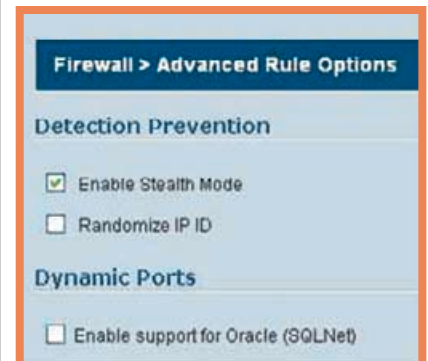 Firewall > Advanced Rule Options
Detection Prevention
Enable Stealth Mode
Randomize IP ID
Dynamic Ports
Enable support for Oracle (SQLNet)